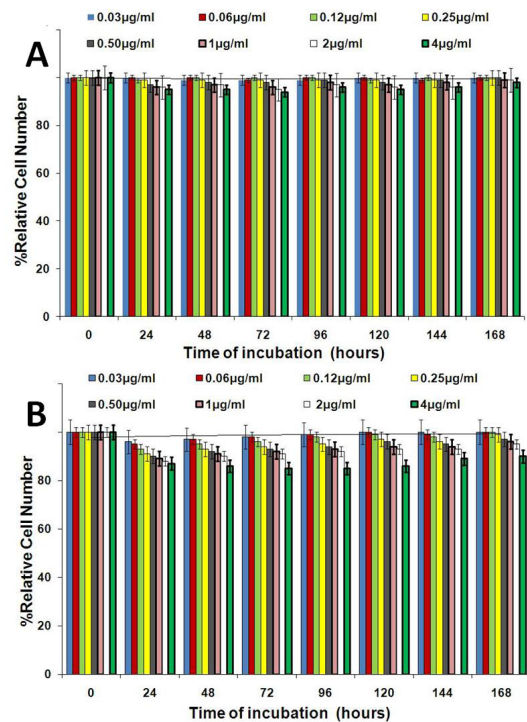 0.03µg/ml 0.06µg/ml 0.12µg/ml 0.25µg/ml
0.50µg/ml 1µg/ml 2µg/ml 4µg/ml
A
%Relative Cell Number
80
60
40
20
0
0 24 48 72 96 120 144 168
Time of incubation (hours)
0.03µg/ml 0.06µg/ml 0.12µg/ml 0.25µg/ml
0.50µg/ml 1µg/ml 2µg/ml 4µg/ml
B
%Relative Cell Number
80
60
40
20
0
0 24 48 72 96 120 144 168
Time of incubation (hours)